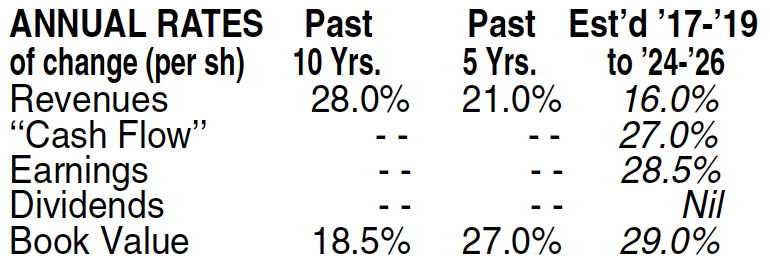 ANNUAL RATES Past Past Est’d ’17-’19
of change (per sh) 10 Yrs. 5 Yrs. to ’24-’26
Revenues 28.0% 21.0% 16.0%
“Cash Flow” - - - - 27.0%
Earnings - - - - 28.5%
Dividends - - - - Nil
Book Value 18.5% 27.0% 29.0%